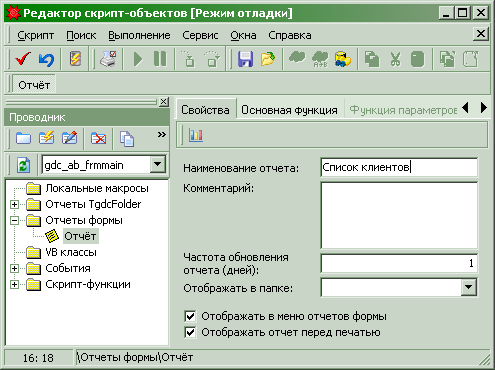 Редактор скрипт-объектов [Режим отладки]
Скрипт Поиск Выполнение Сервис Окна Справка
Отчёт
Проводник
gdc_ab_frmmain
Локальные макросы
Отчеты TgdcFolder
Отчеты формы
Отчёт
VB классы
События
Скрипт-функции
Свойства Основная функция Функция параметров
Наименование отчета: Список клиентов
Комментарий:
Частота обновления
отчета (дней): 1
Отображать в папке:
Отображать в меню отчетов формы
Отображать отчет перед печатью
16: 18 \Отчеты формы\Отчёт